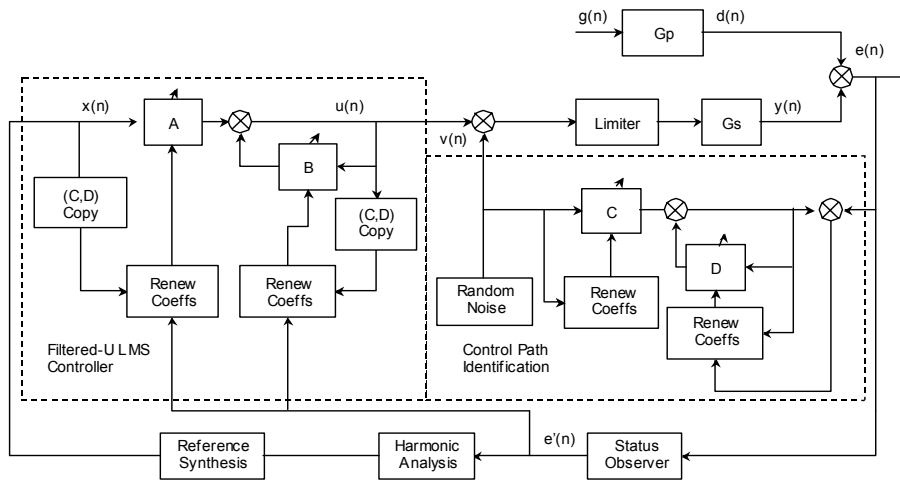 g(n)
d(n)
Gp
e(n)
x(n)
u(n)
A
v(n)
Limiter
Gs
y(n)
B
(C,D)
Copy
(C,D)
Copy
C
D
Renew
Coeffs
Renew
Coeffs
Random
Noise
Renew
Coeffs
Renew
Coeffs
Filtered-U LMS
Controller
Control Path
Identification
Reference
Synthesis
Harmonic
Analysis
e'(n)
Status
Observer